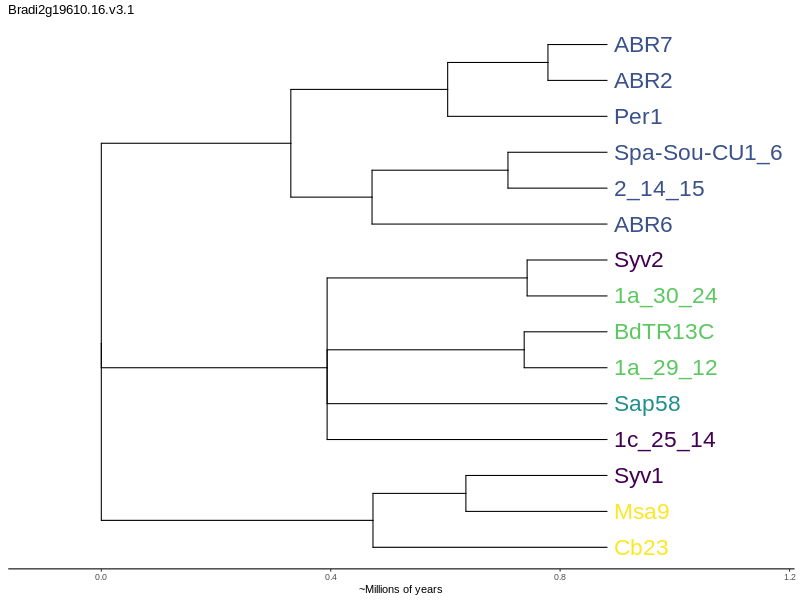 Bradi2g19610.16.v3.1
ABR7
ABR2
Per1
Spa-Sou-CU1_6
2_14_15
ABR6
Syv2
1a_30_24
BdTR13C
1a_29_12
Sap58
1c_25_14
Syv1
Msa9
Cb23
0.0 0.4 0.8 1.2
~Millions of years